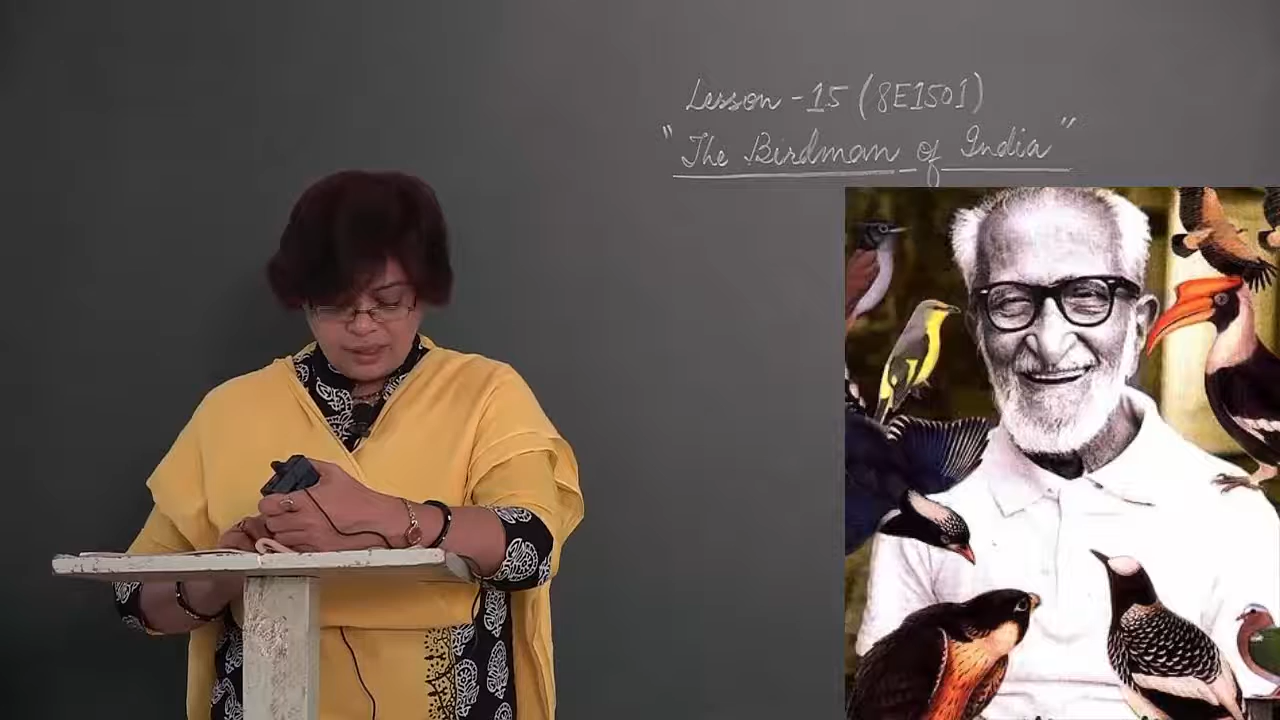 Lesson - 15 (8E1501)
"The Birdman of India"